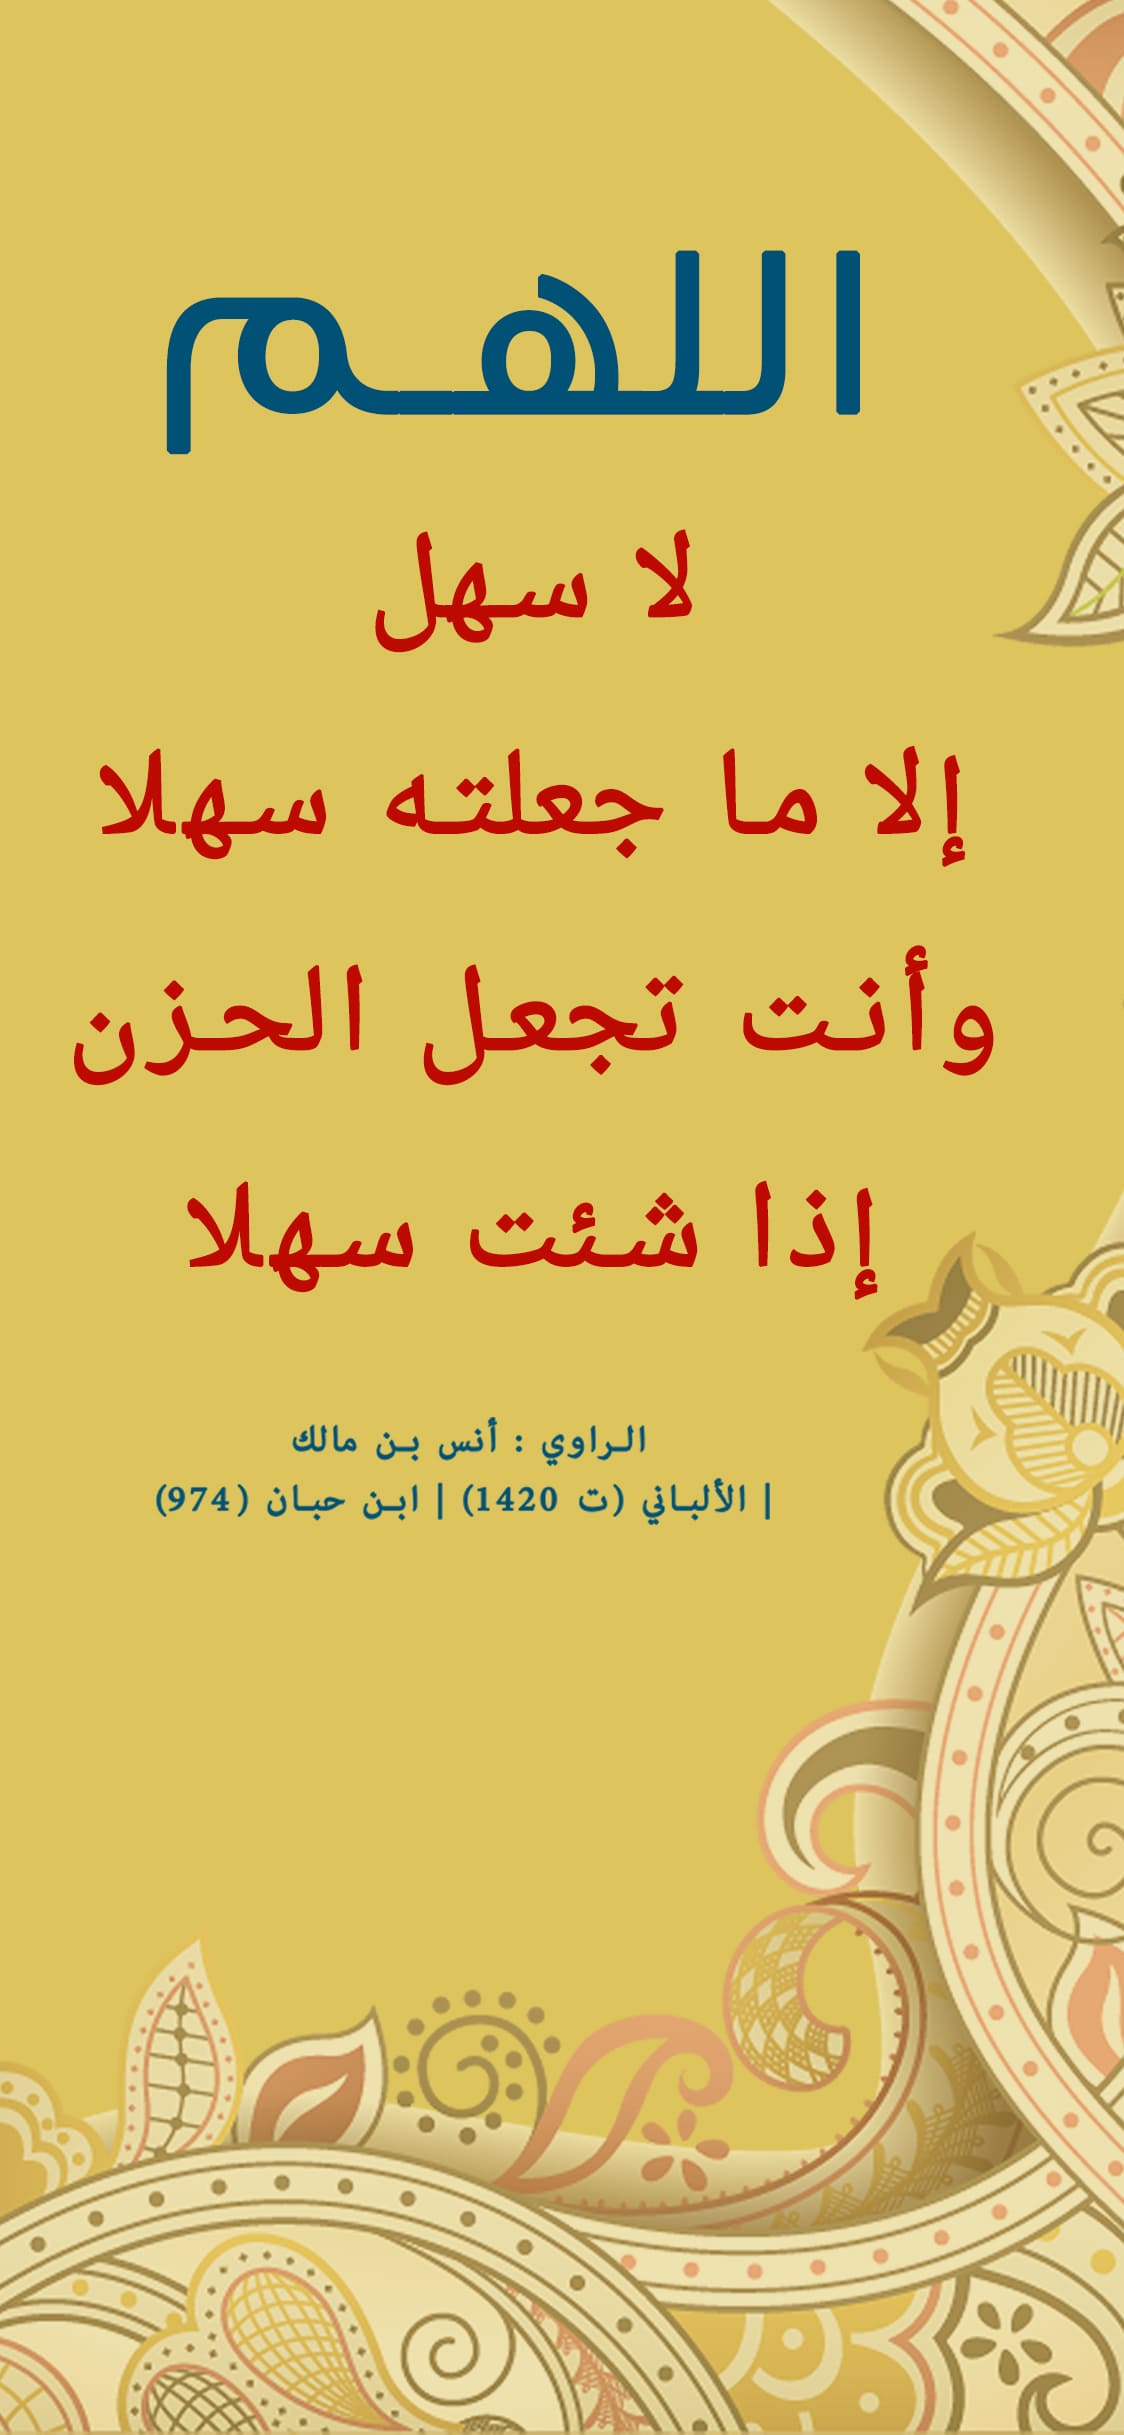 اللهم
لا سهل
إلا ما جعلته سهلا
وأنت تجعل الحزن
إذا شئت سهلا
الراوي : أنس بن مالك
| الألباني (ت 1420) | ابن حبان (974)